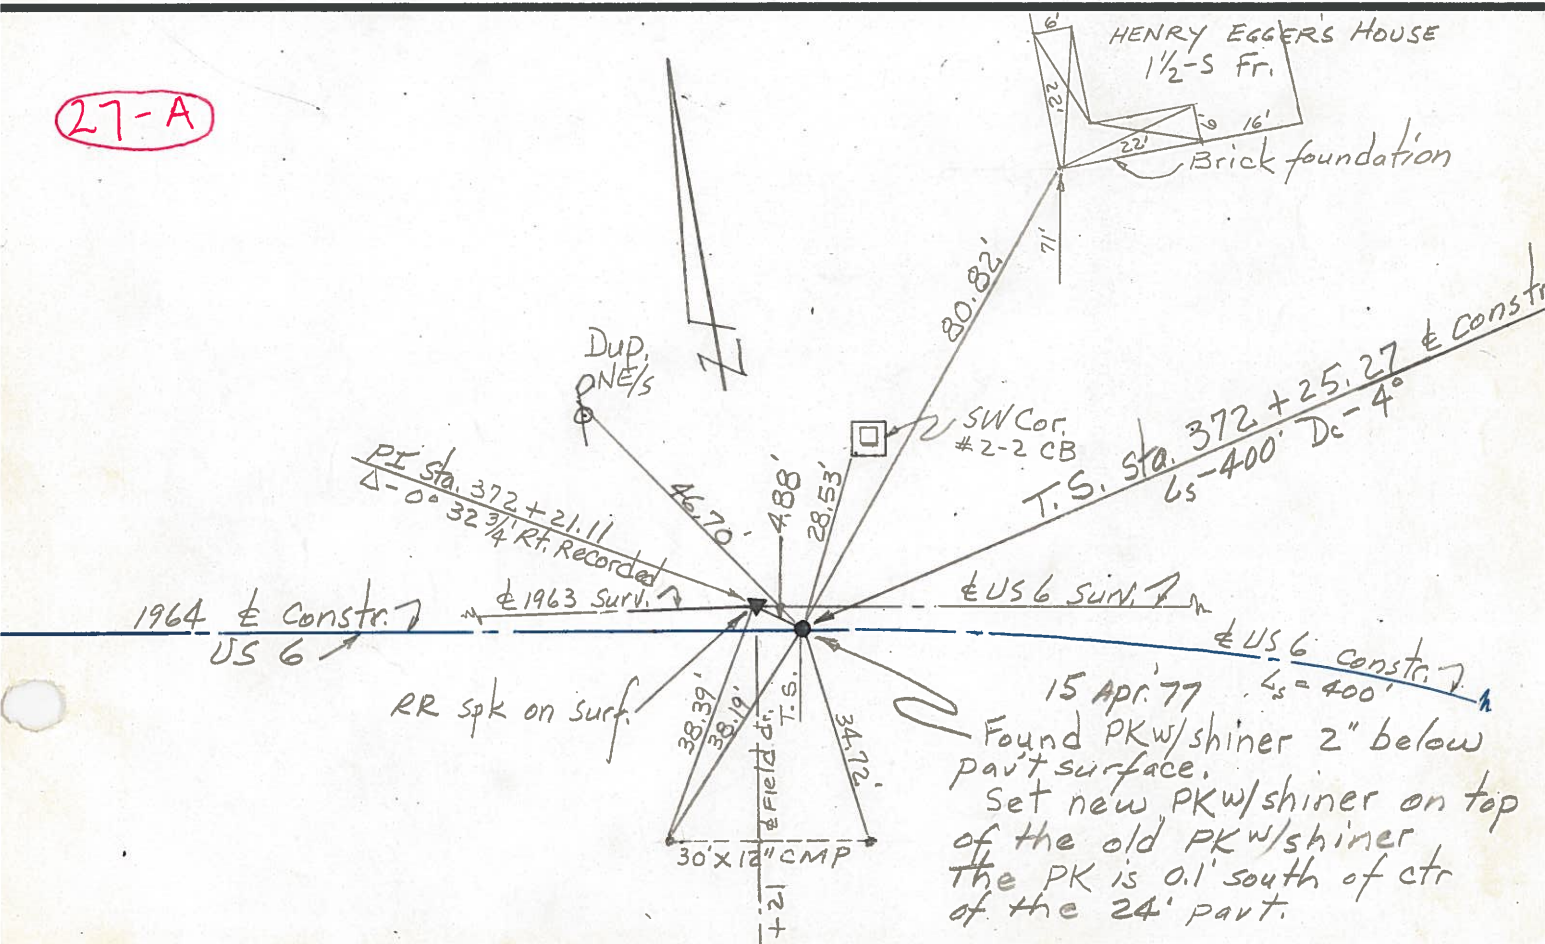 27-A
6'
HENRY EGGER'S HOUSE
1½-S Fr.
22'
22'
6'
16'
Brick foundation
71'
80.82'
N
Dup.
NE/s
SW Cor.
#2-2 CB
T.S. Sta. 372 + 25.27 ℄ Constr
Ls-400' Dc-4°
PI Sta. 372 + 21.11
Δ-0° 32 ¾' Rt. Recorded
46.70'
4.88'
28.53'
℄ 1963 Surv.
℄ US 6 Surv.
1964 ℄ Constr.
US 6
℄ US 6 Constr.
Ls = 400'
RR spk on surf.
38.39'
38.19'
℄ Field dr.
T.S.
34.72'
30' X 12" CMP
+21
15 Apr. '77
Found PK w/shiner 2" below
pav't surface.
Set new PK w/shiner on top
of the old PK w/shiner
The PK is 0.1' south of ctr
of the 24' pavt.